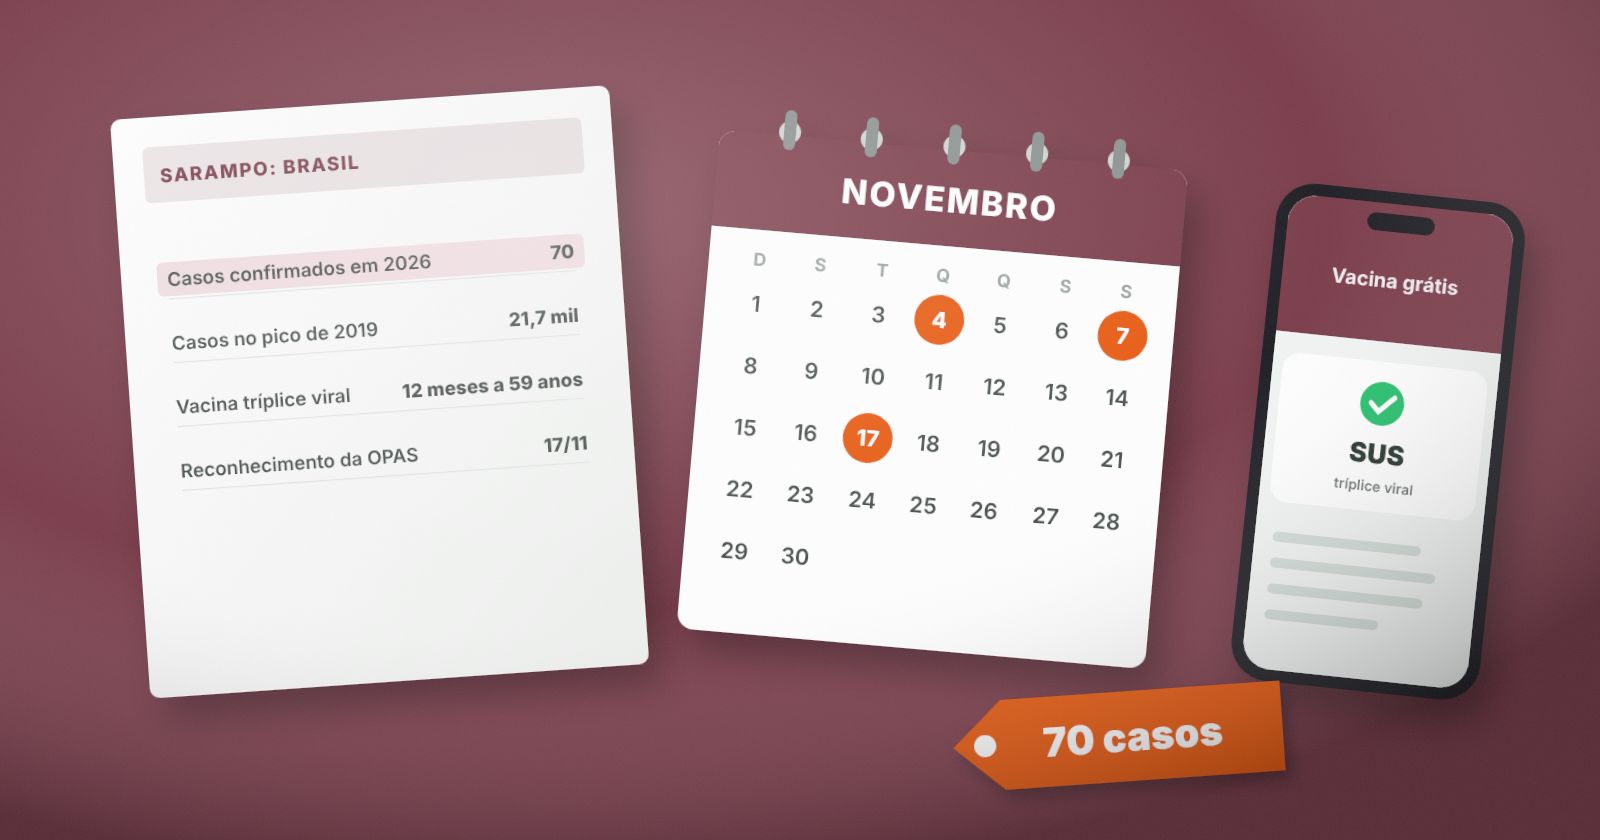 SARAMPO: BRASIL
Casos confirmados em 2026 70
Casos no pico de 2019 21,7 mil
Vacina tríplice viral 12 meses a 59 anos
Reconhecimento da OPAS 17/11
NOVEMBRO
D S T Q Q S S
1 2 3 4 5 6 7
8 9 10 11 12 13 14
15 16 17 18 19 20 21
22 23 24 25 26 27 28
29 30
Vacina grátis
SUS
tríplice viral
70 casos